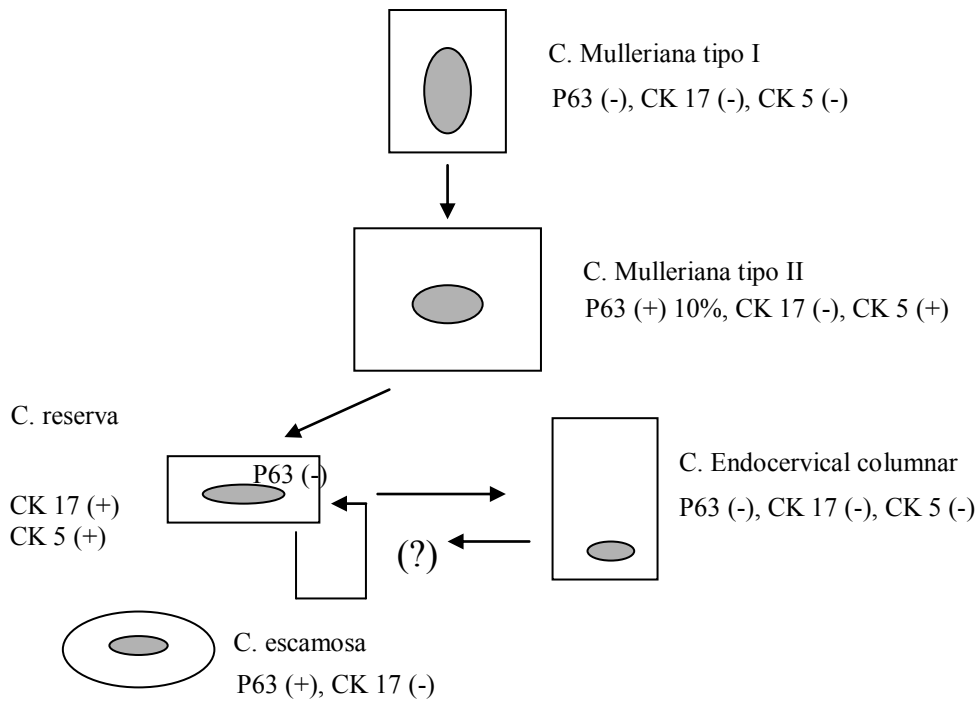 C. Mulleriana tipo I
P63 (-), CK 17 (-), CK 5 (-)
C. Mulleriana tipo II
P63 (+) 10%, CK 17 (-), CK 5 (+)
C. reserva
P63 (-)
CK 17 (+)
CK 5 (+)
C. Endocervical columnar
P63 (-), CK 17 (-), CK 5 (-)
(?)
C. escamosa
P63 (+), CK 17 (-)